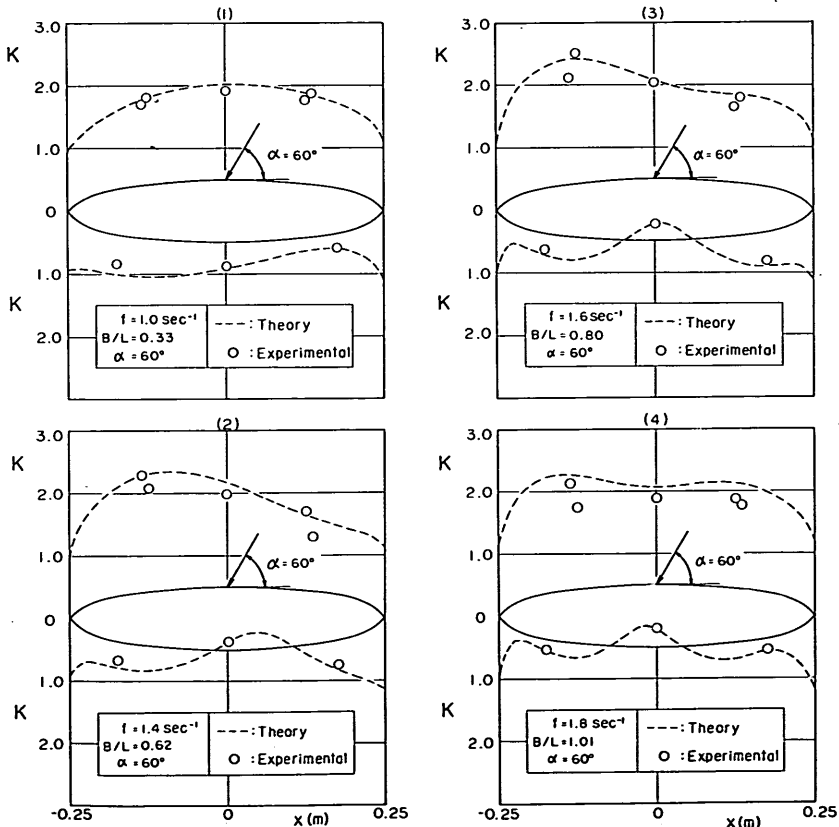 (1)
3.0
K
2.0
1.0
α = 60°
0
1.0
K
2.0
f = 1.0 sec⁻¹
B/L = 0.33
α = 60°
----: Theory
O : Experimental
(3)
3.0
K
2.0
1.0
α = 60°
0
1.0
K
2.0
f = 1.6 sec⁻¹
B/L = 0.80
α = 60°
----: Theory
O : Experimental
(2)
3.0
K
2.0
1.0
α = 60°
0
1.0
K
2.0
f = 1.4 sec⁻¹
B/L = 0.62
α = 60°
----: Theory
O : Experimental
-0.25 0 x (m) 0.25
(4)
3.0
K
2.0
1.0
α = 60°
0
1.0
K
2.0
f = 1.8 sec⁻¹
B/L = 1.01
α = 60°
----: Theory
O : Experimental
-0.25 0 x (m) 0.25